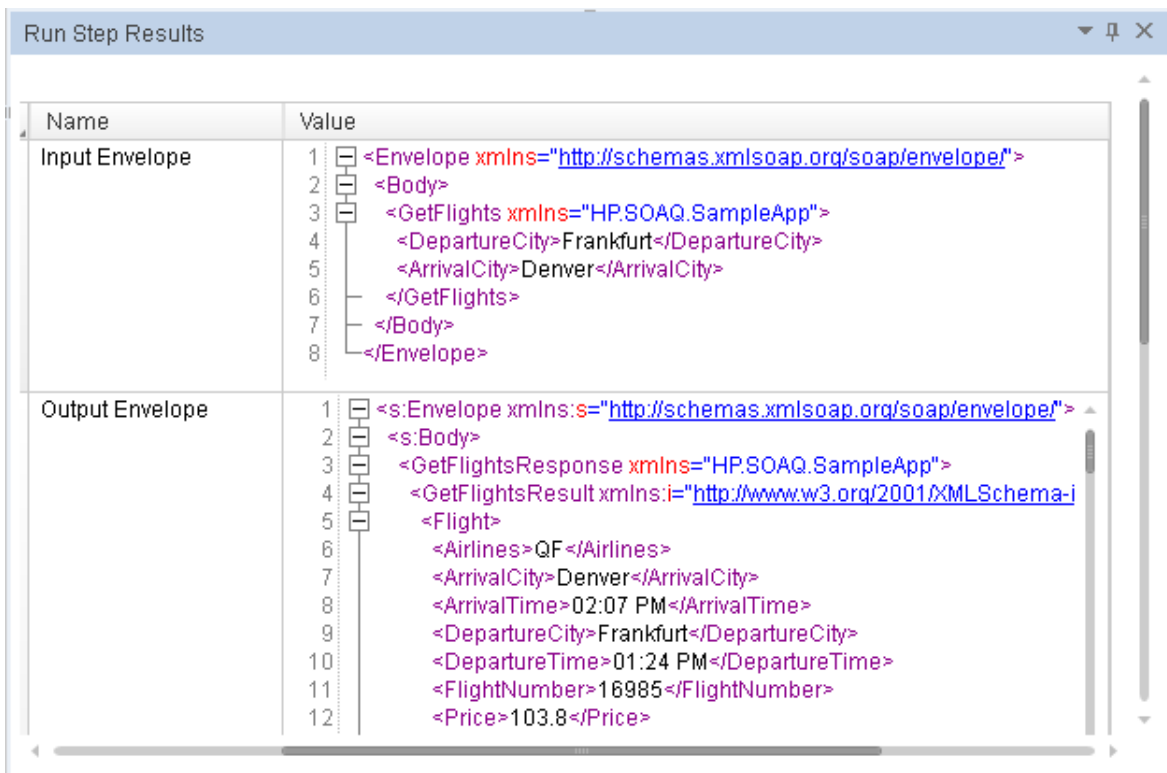 Run Step Results
Name Value
Input Envelope
1 <Envelope xmlns="http://schemas.xmlsoap.org/soap/envelope/">
2 <Body>
3 <GetFlights xmlns="HP.SOAQ.SampleApp">
4 <DepartureCity>Frankfurt</DepartureCity>
5 <ArrivalCity>Denver</ArrivalCity>
6 </GetFlights>
7 </Body>
8 </Envelope>
Output Envelope
1 <s:Envelope xmlns:s="http://schemas.xmlsoap.org/soap/envelope/">
2 <s:Body>
3 <GetFlightsResponse xmlns="HP.SOAQ.SampleApp">
4 <GetFlightsResult xmlns:i="http://www.w3.org/2001/XMLSchema-i
5 <Flight>
6 <Airlines>QF</Airlines>
7 <ArrivalCity>Denver</ArrivalCity>
8 <ArrivalTime>02:07 PM</ArrivalTime>
9 <DepartureCity>Frankfurt</DepartureCity>
10 <DepartureTime>01:24 PM</DepartureTime>
11 <FlightNumber>16985</FlightNumber>
12 <Price>103.8</Price>